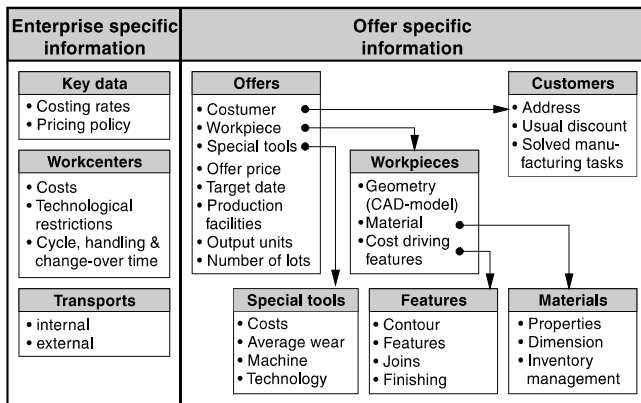 Enterprise specific
information
Key data
• Costing rates
• Pricing policy
Workcenters
• Costs
• Technological
restrictions
• Cycle, handling &
change-over time
Transports
• internal
• external
Offer specific
information
Offers
• Costumer
• Workpiece
• Special tools
• Offer price
• Target date
• Production
facilities
• Output units
• Number of lots
Customers
• Address
• Usual discount
• Solved manu-
facturing tasks
Workpieces
• Geometry
(CAD-model)
• Material
• Cost driving
features
Special tools
• Costs
• Average wear
• Machine
• Technology
Features
• Contour
• Features
• Joins
• Finishing
Materials
• Properties
• Dimension
• Inventory
management